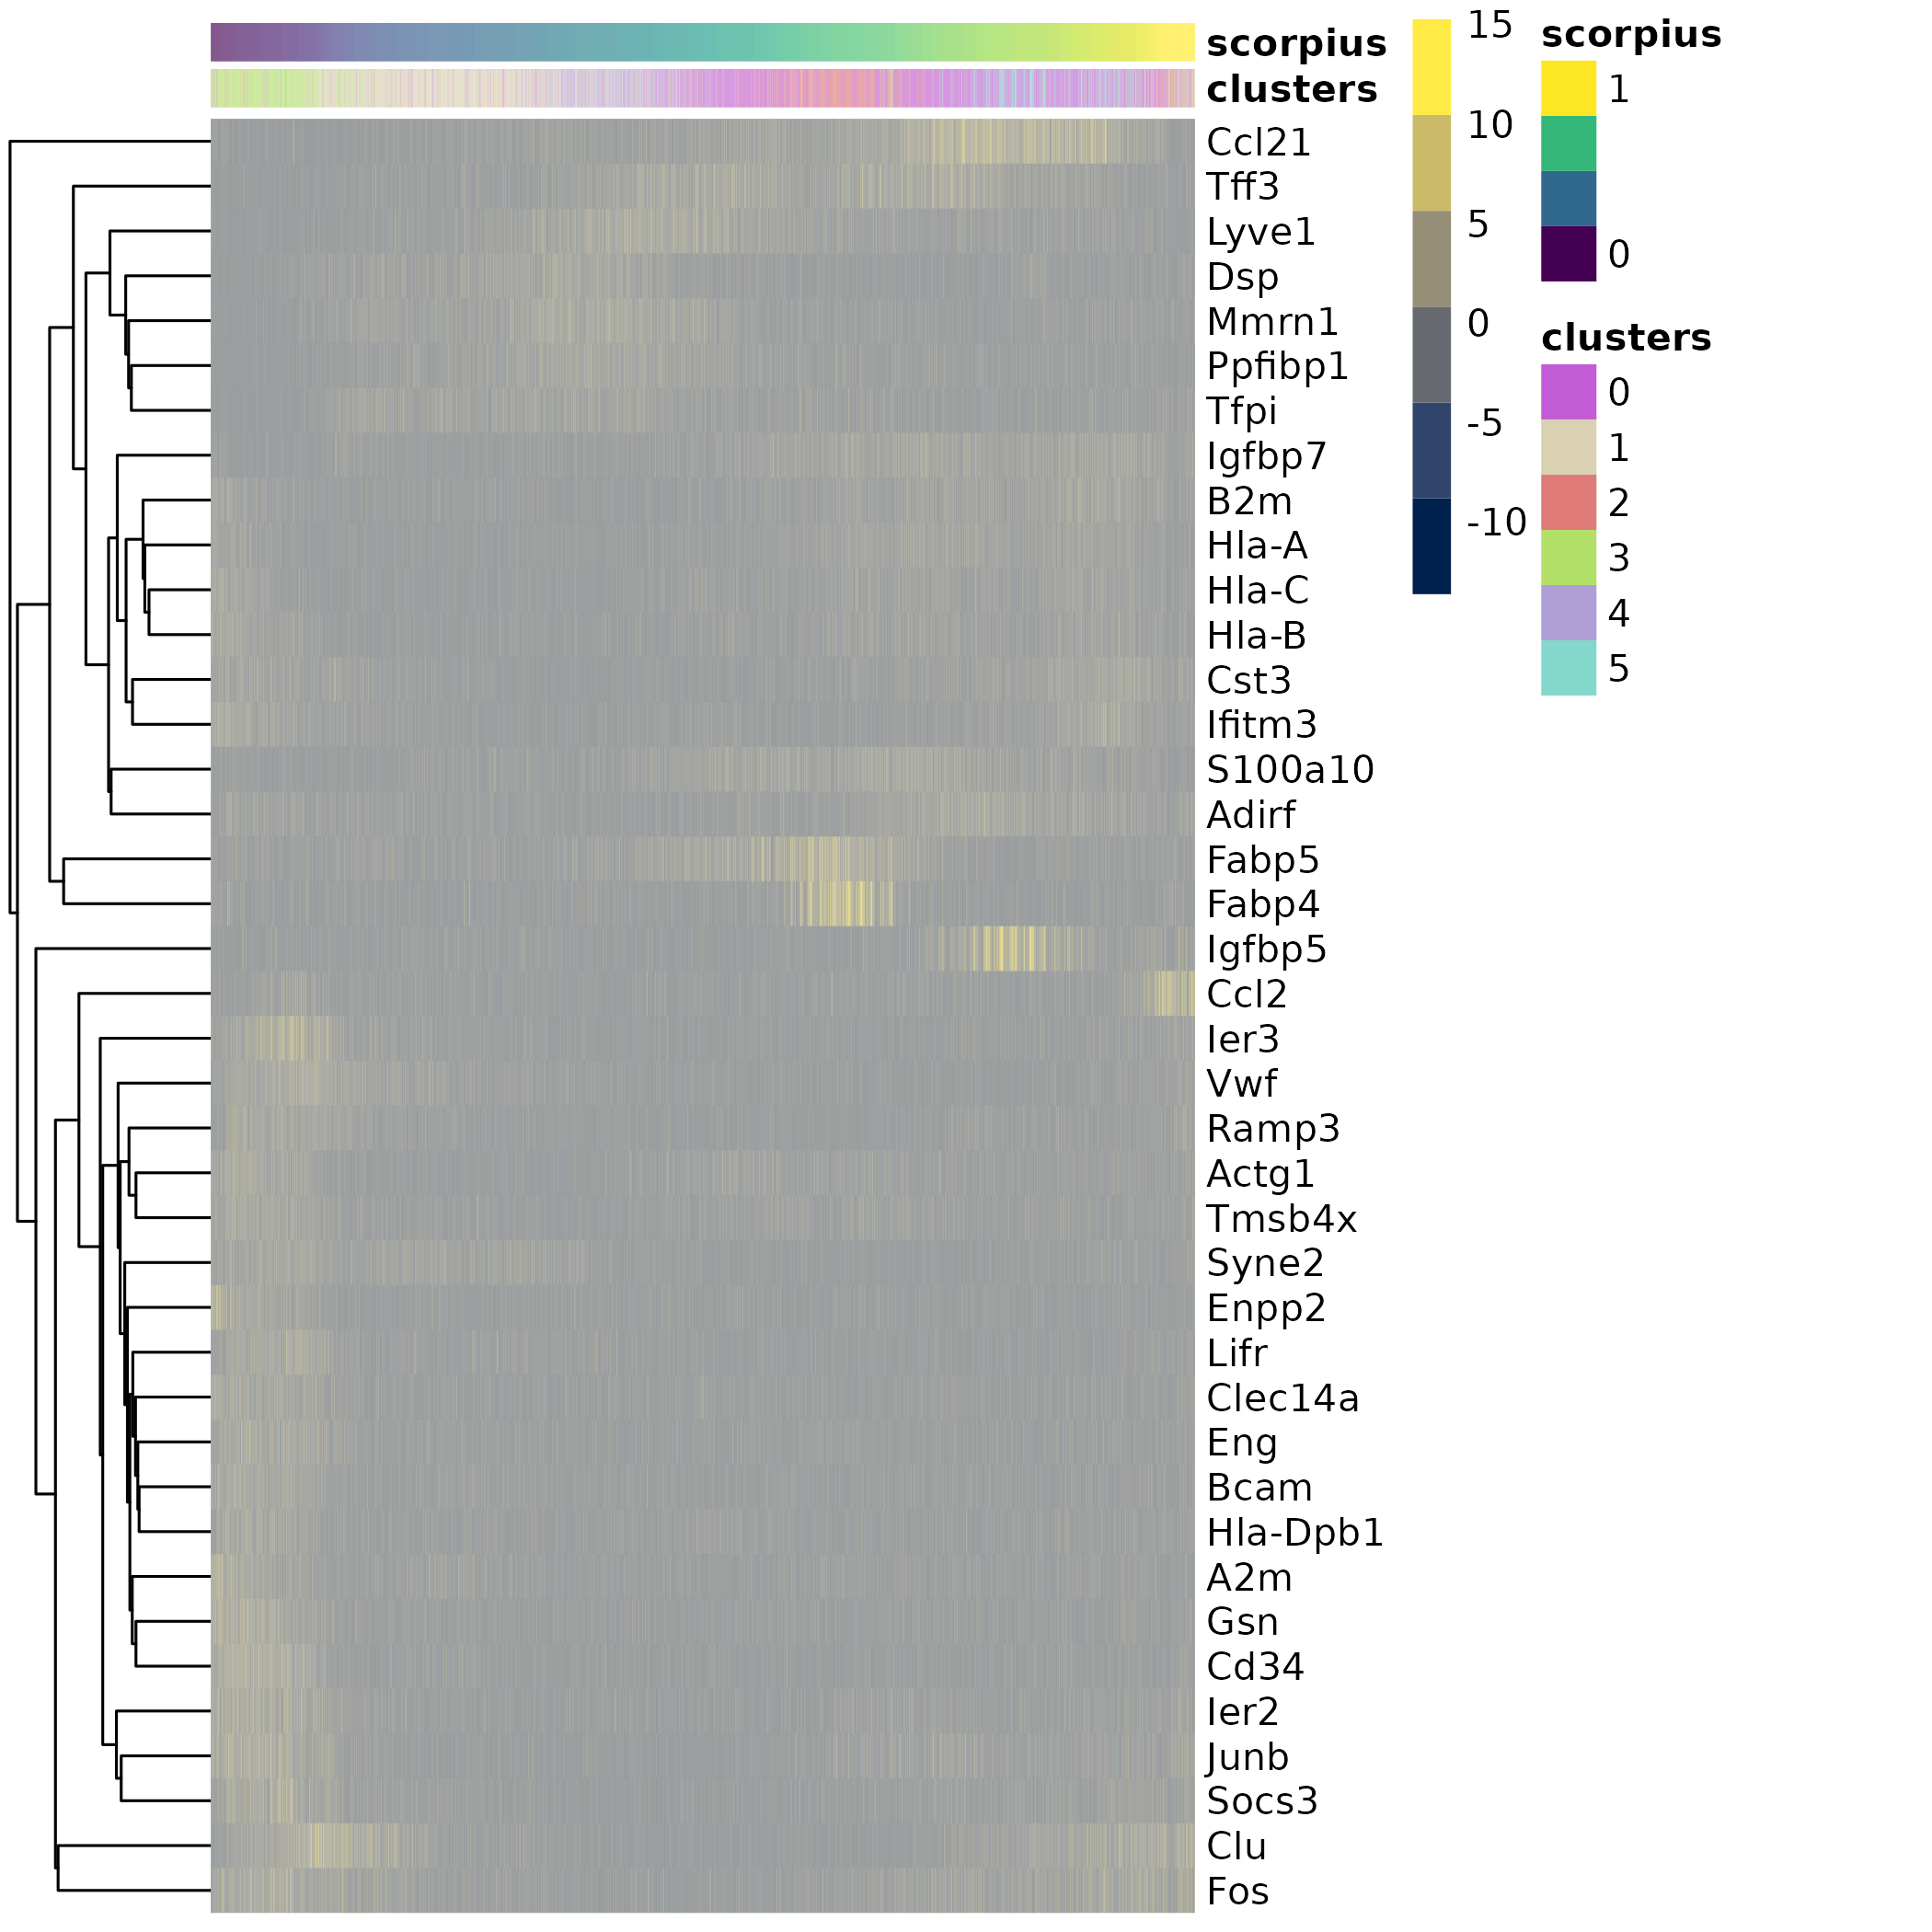 scorpius
clusters
Ccl21
Tff3
Lyve1
Dsp
Mmrn1
Ppfibp1
Tfpi
Igfbp7
B2m
Hla-A
Hla-C
Hla-B
Cst3
Ifitm3
S100a10
Adirf
Fabp5
Fabp4
Igfbp5
Ccl2
Ier3
Vwf
Ramp3
Actg1
Tmsb4x
Syne2
Enpp2
Lifr
Clec14a
Eng
Bcam
Hla-Dpb1
A2m
Gsn
Cd34
Ier2
Junb
Socs3
Clu
Fos
15
10
5
0
-5
-10
scorpius
1
0
clusters
0
1
2
3
4
5